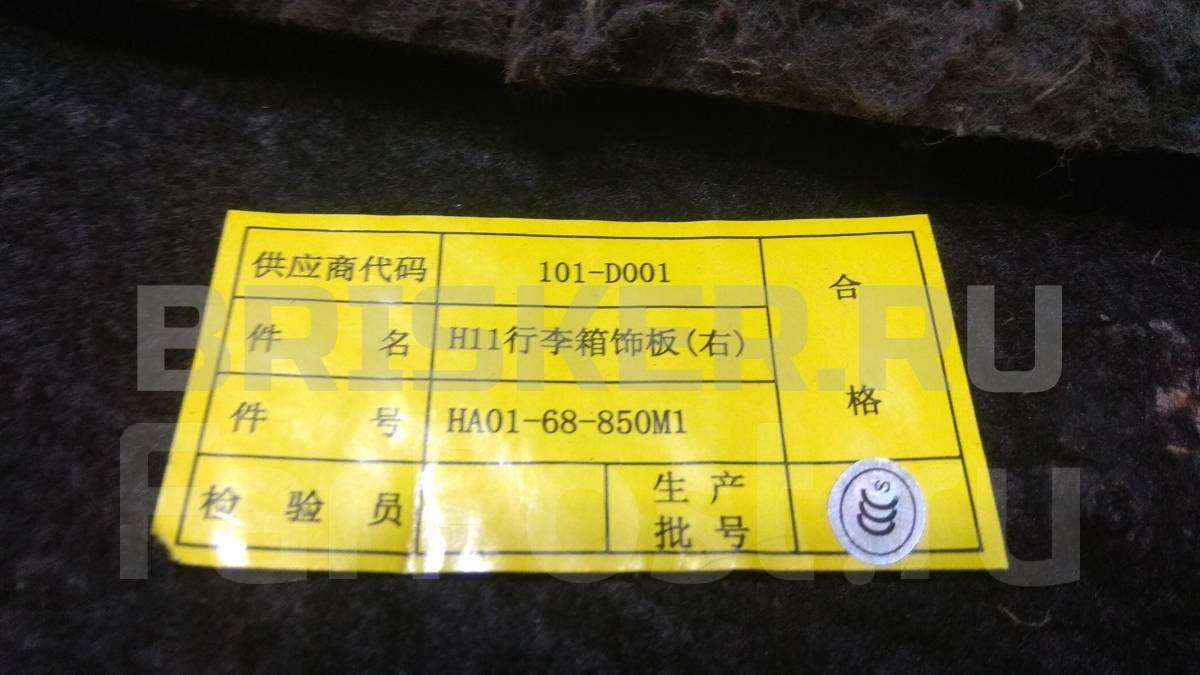 供应商代码 101-D001 合
件 名 H11行李箱饰板(右)
件 号 HA01-68-850M1 格
检 验 员 生 产
批 号
S
BRISKER.RU
FarPost.ru